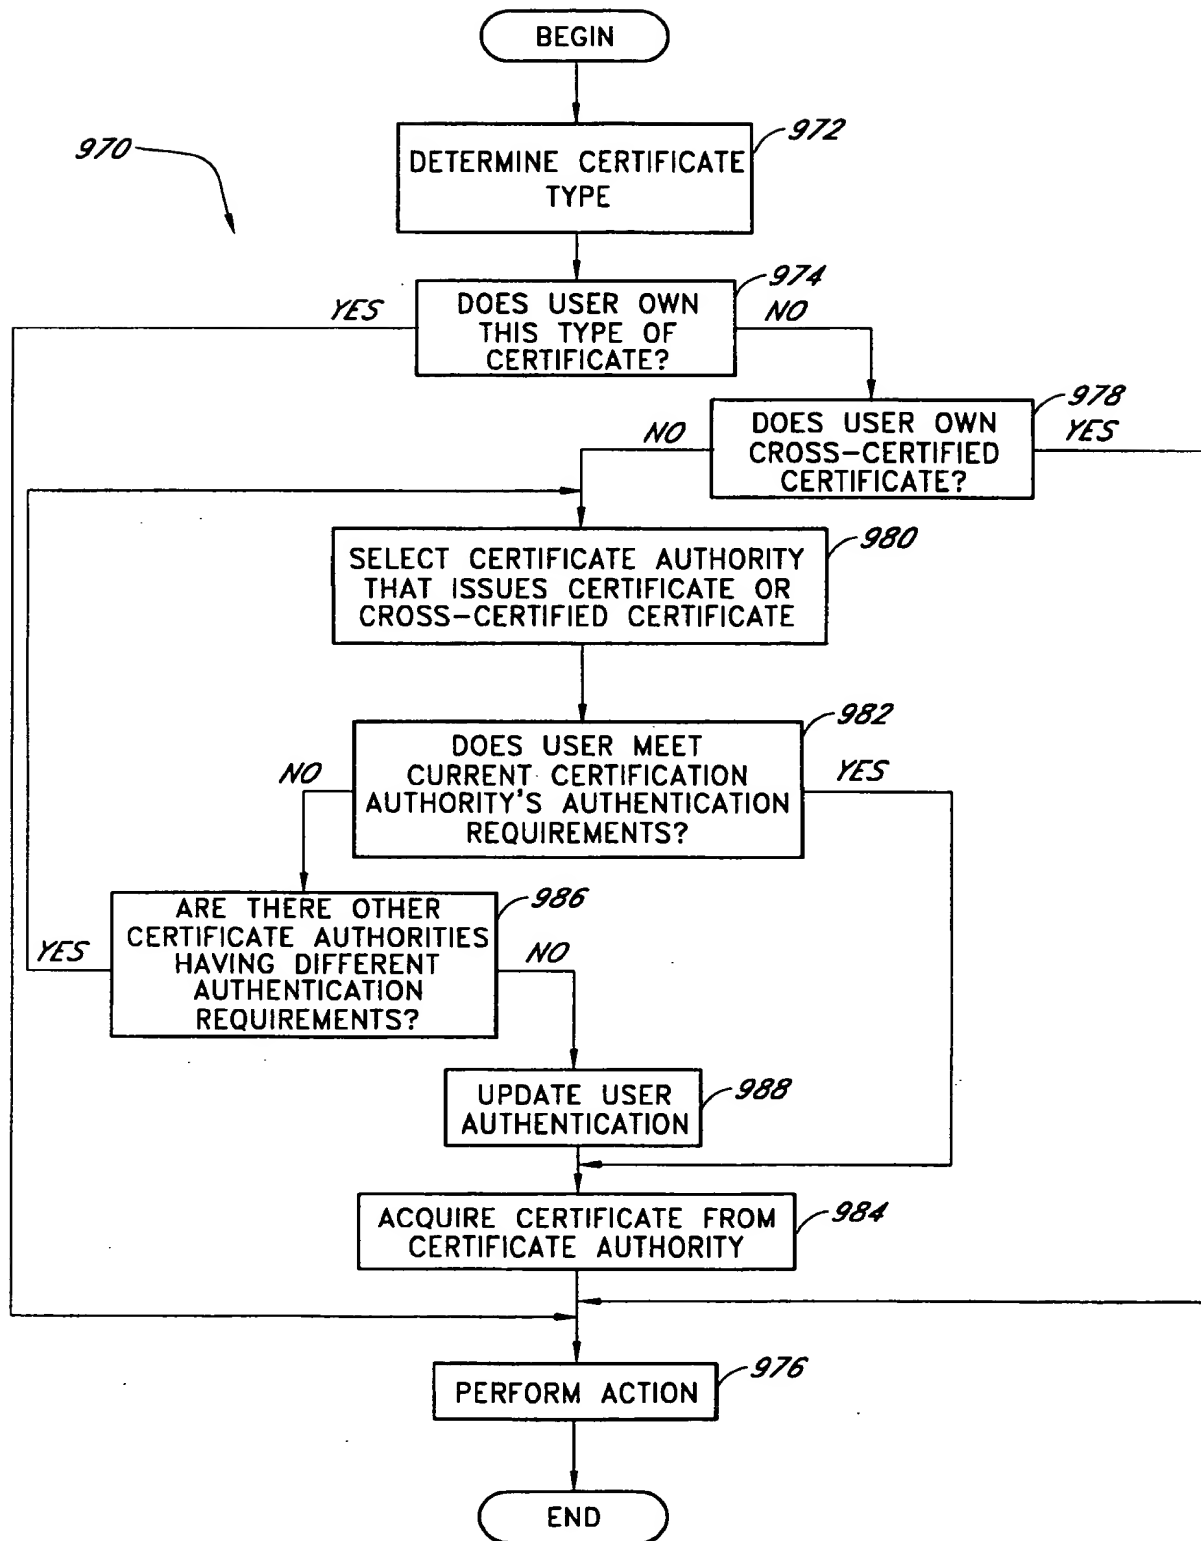 BEGIN
970
972
DETERMINE CERTIFICATE
TYPE
974
YES
DOES USER OWN
THIS TYPE OF
CERTIFICATE?
NO
978
NO
DOES USER OWN
CROSS-CERTIFIED
CERTIFICATE?
YES
980
SELECT CERTIFICATE AUTHORITY
THAT ISSUES CERTIFICATE OR
CROSS-CERTIFIED CERTIFICATE
982
NO
DOES USER MEET
CURRENT CERTIFICATION
AUTHORITY'S AUTHENTICATION
REQUIREMENTS?
YES
986
YES
ARE THERE OTHER
CERTIFICATE AUTHORITIES
HAVING DIFFERENT
AUTHENTICATION
REQUIREMENTS?
NO
UPDATE USER
AUTHENTICATION
988
ACQUIRE CERTIFICATE FROM
CERTIFICATE AUTHORITY
984
PERFORM ACTION
976
END